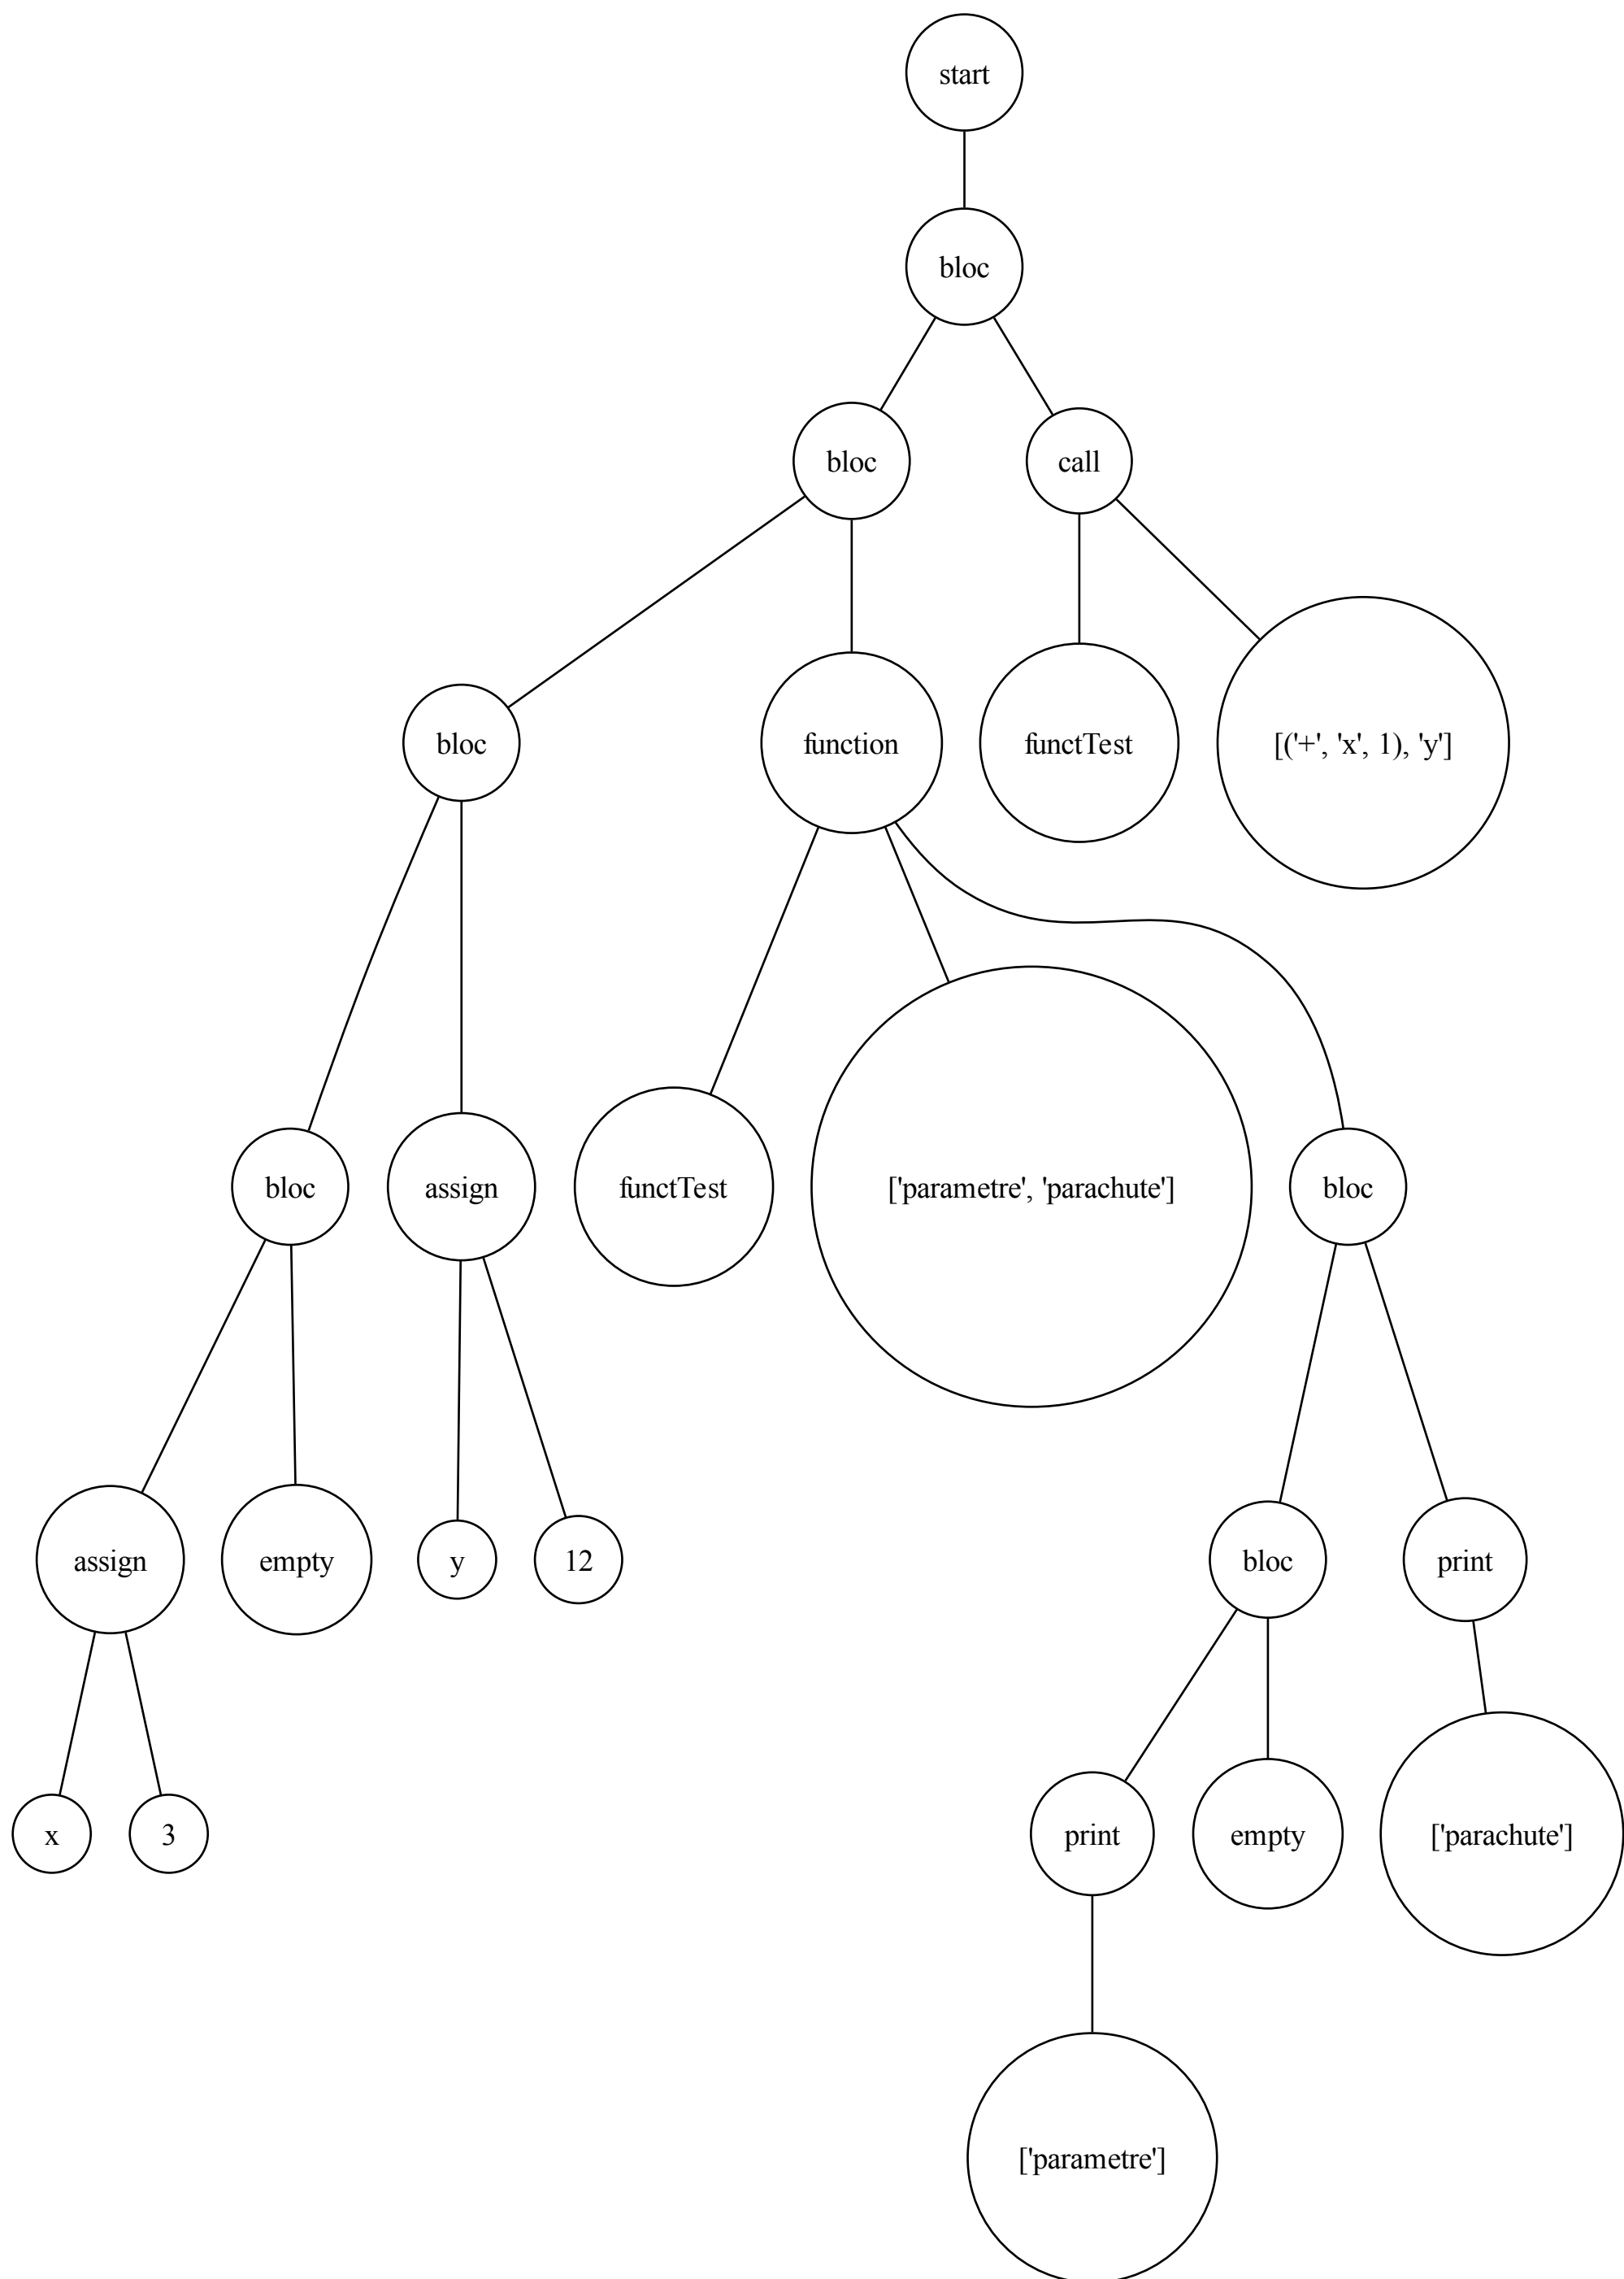 start
bloc
bloc
call
bloc
function
functTest
[('+', 'x', 1), 'y']
bloc
assign
functTest
['parametre', 'parachute']
bloc
assign
empty
y
12
bloc
print
x
3
print
empty
['parachute']
['parametre']